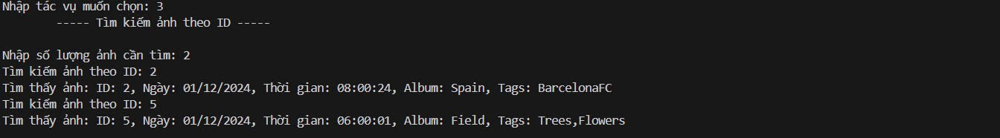 Nhập tác vụ muốn chọn: 3
----- Tìm kiếm ảnh theo ID -----
Nhập số lượng ảnh cần tìm: 2
Tìm kiếm ảnh theo ID: 2
Tìm thấy ảnh: ID: 2, Ngày: 01/12/2024, Thời gian: 08:00:24, Album: Spain, Tags: BarcelonaFC
Tìm kiếm ảnh theo ID: 5
Tìm thấy ảnh: ID: 5, Ngày: 01/12/2024, Thời gian: 06:00:01, Album: Field, Tags: Trees,Flowers